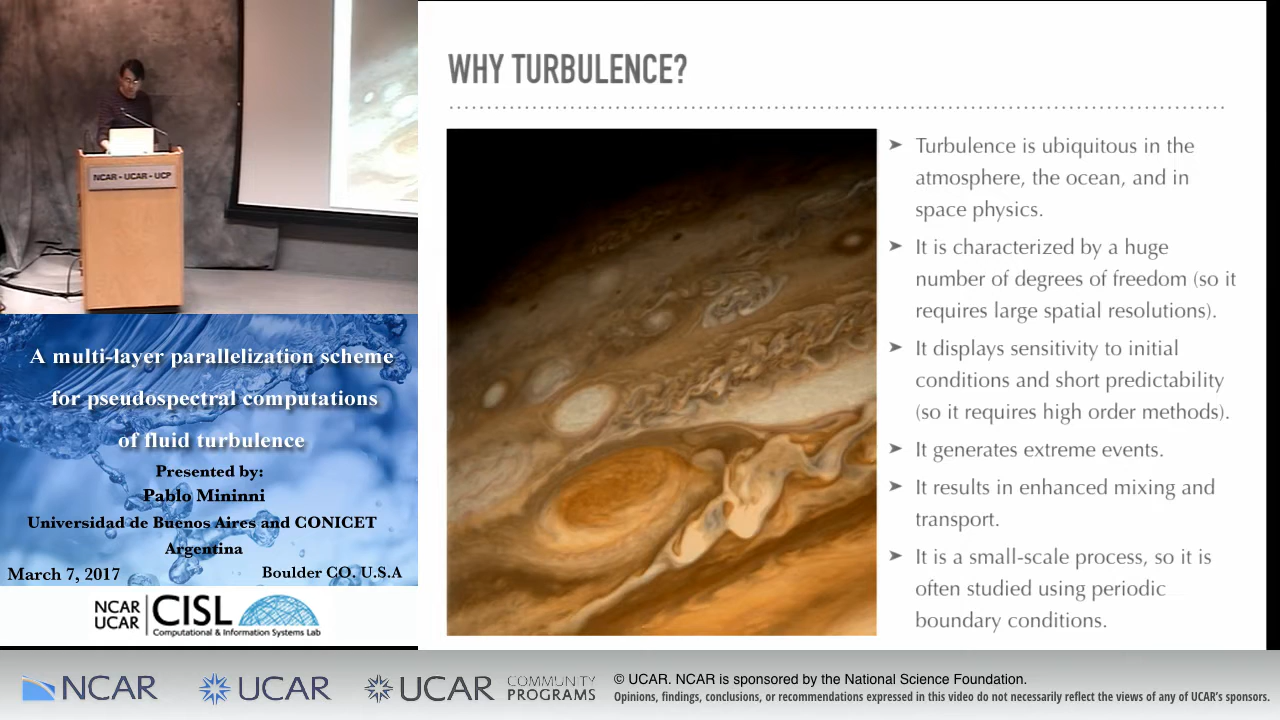 NCAR • UCAR • UCP
A multi-layer parallelization scheme
for pseudospectral computations
of fluid turbulence
Presented by:
Pablo Mininni
Universidad de Buenos Aires and CONICET
Argentina
March 7, 2017
Boulder CO. U.S.A
NCAR
UCAR
CISL
Computational & Information Systems Lab
WHY TURBULENCE?
➤ Turbulence is ubiquitous in the
atmosphere, the ocean, and in
space physics.
➤ It is characterized by a huge
number of degrees of freedom (so it
requires large spatial resolutions).
➤ It displays sensitivity to initial
conditions and short predictability
(so it requires high order methods).
➤ It generates extreme events.
➤ It results in enhanced mixing and
transport.
➤ It is a small-scale process, so it is
often studied using periodic
boundary conditions.
NCAR
UCAR
UCAR
COMMUNITY
PROGRAMS
© UCAR. NCAR is sponsored by the National Science Foundation.
Opinions, findings, conclusions, or recommendations expressed in this video do not necessarily reflect the views of any of UCAR's sponsors.